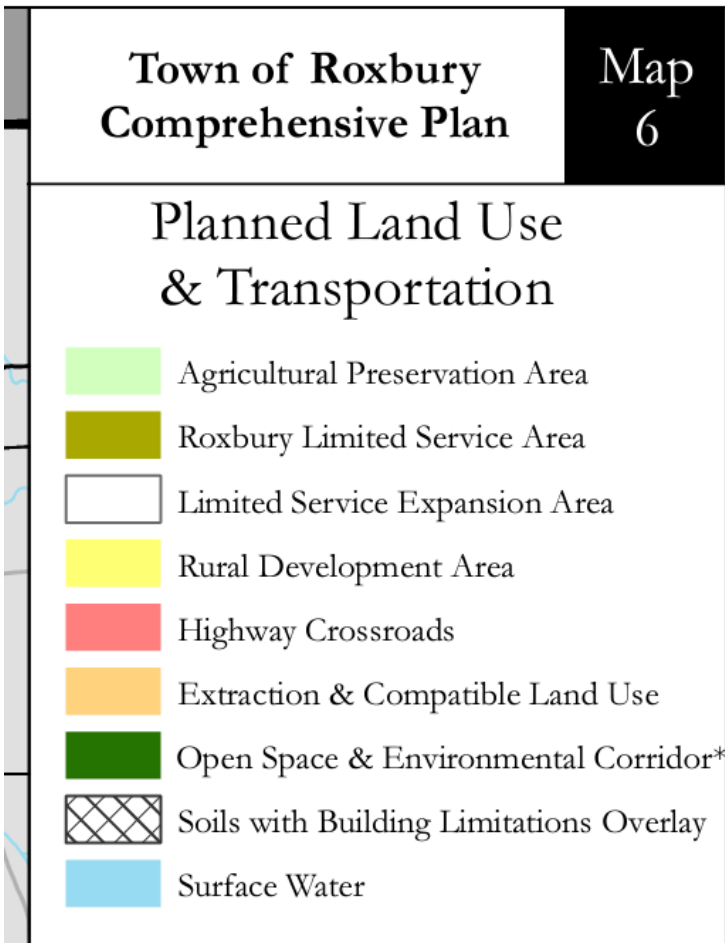 Town of Roxbury
Comprehensive Plan
Map
6
Planned Land Use
& Transportation
Agricultural Preservation Area
Roxbury Limited Service Area
Limited Service Expansion Area
Rural Development Area
Highway Crossroads
Extraction & Compatible Land Use
Open Space & Environmental Corridor*
Soils with Building Limitations Overlay
Surface Water